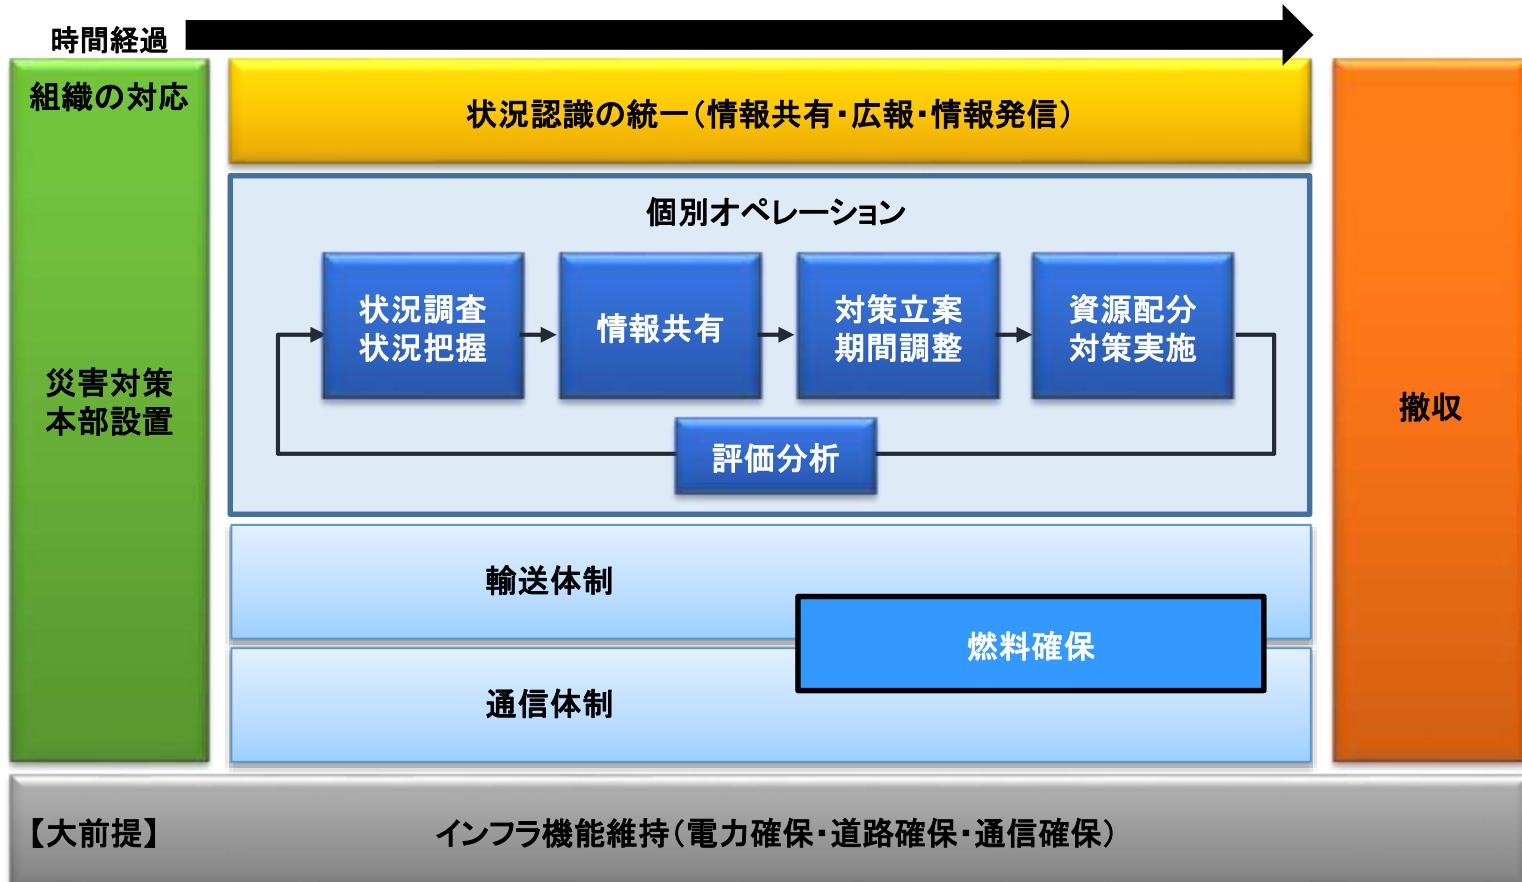 時間経過
組織の対応
災害対策
本部設置
状況認識の統一（情報共有・広報・情報発信）
個別オペレーション
状況調査
状況把握
情報共有
対策立案
期間調整
資源配分
対策実施
評価分析
輸送体制
燃料確保
通信体制
撤収
【大前提】 インフラ機能維持（電力確保・道路確保・通信確保）